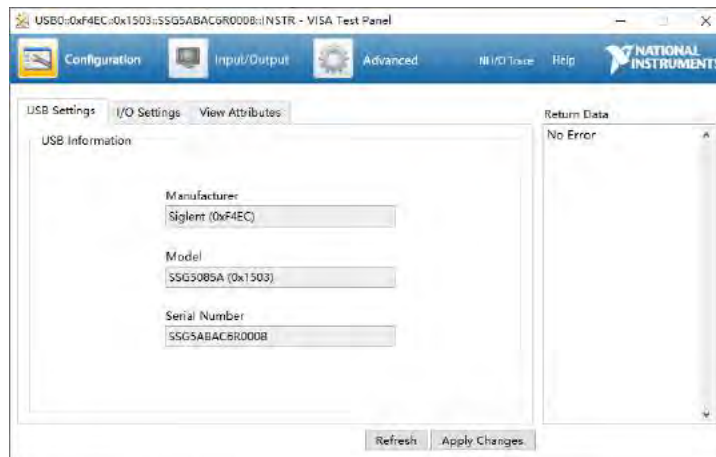 USB0::0xF4EC::0x1503::SSG5ABAC6R0008::INSTR - VISA Test Panel
Configuration
Input/Output
Advanced
NI I/O Trace
Help
NATIONAL
INSTRUMENTS
USB Settings
I/O Settings
View Attributes
Return Data
USB Information
No Error
Manufacturer
Siglent (0xF4EC)
Model
SSG5085A (0x1503)
Serial Number
SSG5ABAC6R0008
Refresh
Apply Changes